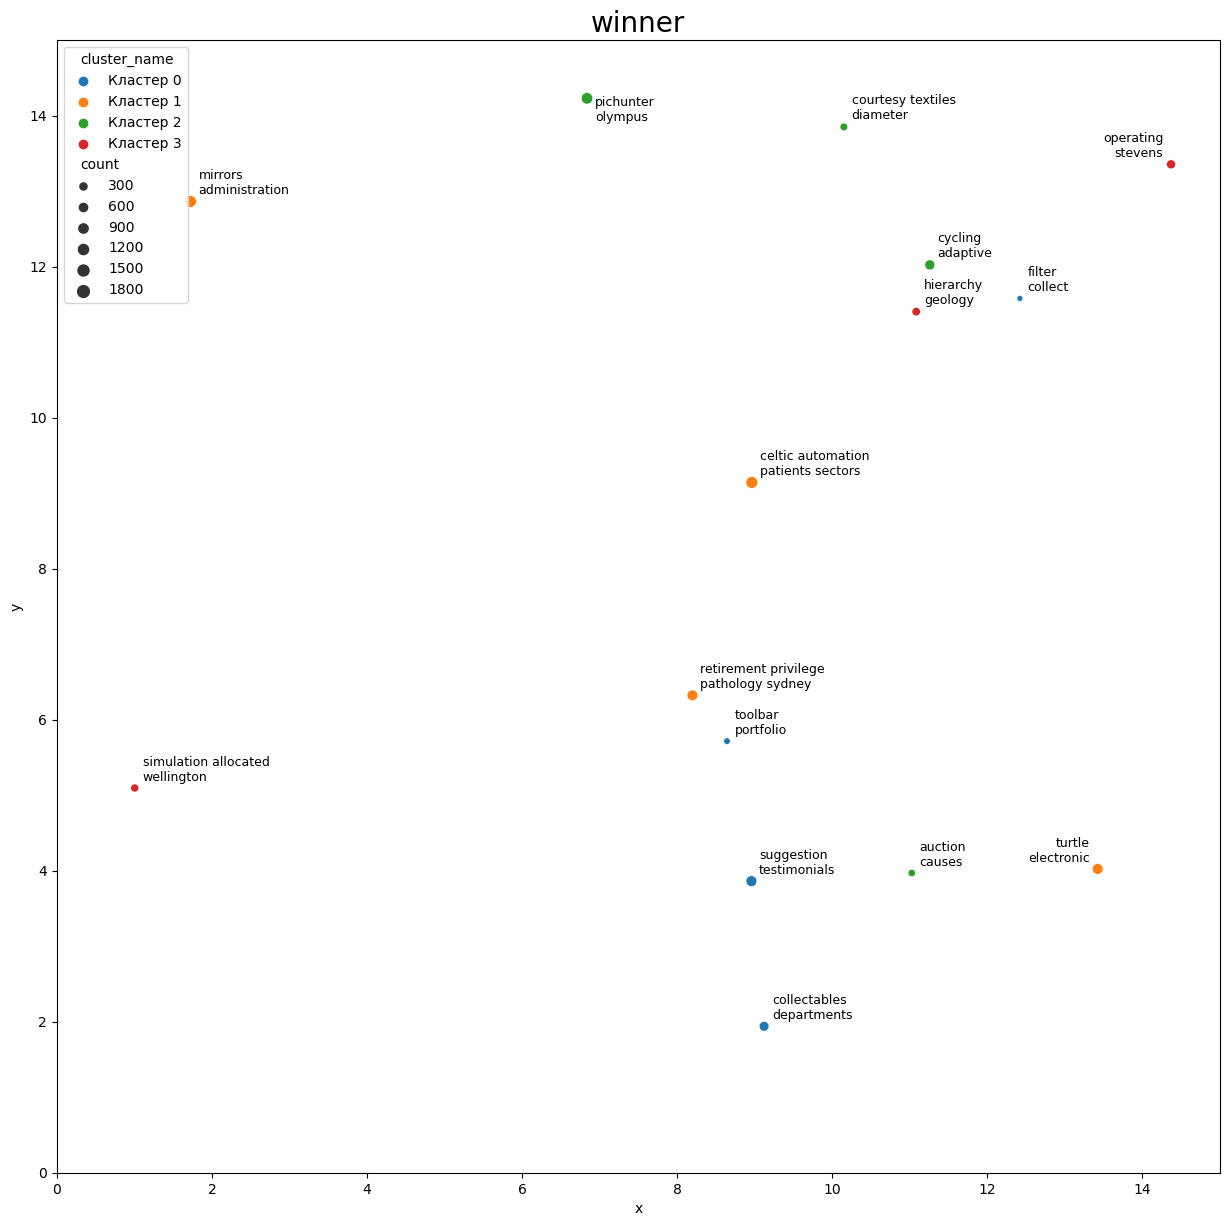 winner
cluster_name
Кластер 0
Кластер 1
Кластер 2
Кластер 3
count
300
600
900
1200
1500
1800
pichunter
olympus
courtesy textiles
diameter
operating
stevens
mirrors
administration
cycling
adaptive
filter
collect
hierarchy
geology
celtic automation
patients sectors
retirement privilege
pathology sydney
toolbar
portfolio
simulation allocated
wellington
suggestion
testimonials
auction
causes
turtle
electronic
collectables
departments
14
12
10
8
6
4
2
0
y
0
2
4
6
8
10
12
14
x